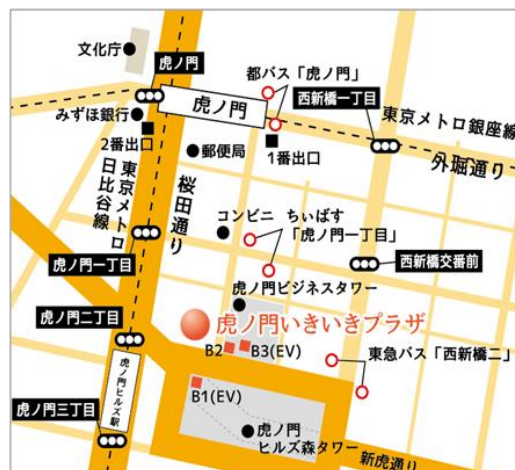 文化庁
虎ノ門
都バス「虎ノ門」
西新橋一丁目
虎ノ門
東京メトロ銀座線
みずほ銀行
2番出口
郵便局
1番出口
外堀通り
東京メトロ
日比谷線
桜田通り
コンビニ
ちぃばす
「虎ノ門一丁目」
虎ノ門一丁目
西新橋交番前
虎ノ門ビジネスタワー
虎ノ門二丁目
虎ノ門いきいきプラザ
B2
B3(EV)
東急バス「西新橋二」
虎ノ門ヒルズ駅
B1(EV)
虎ノ門三丁目
虎ノ門
ヒルズ森タワー
新虎通り